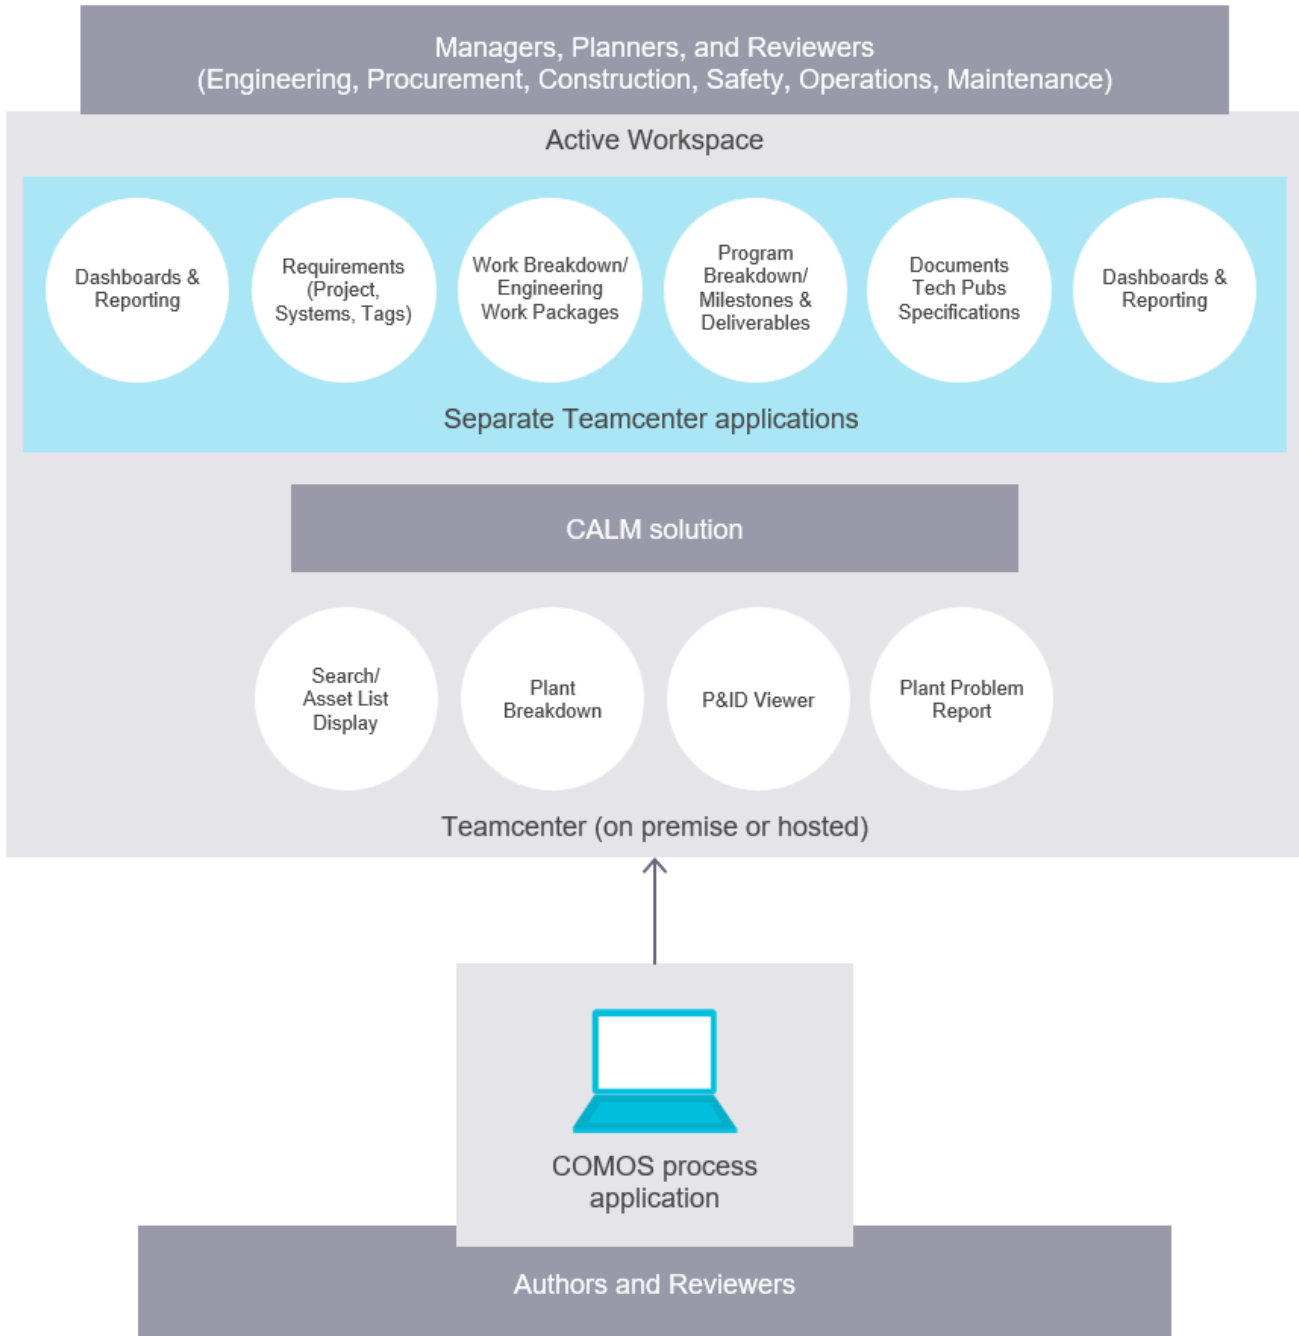 Managers, Planners, and Reviewers
(Engineering, Procurement, Construction, Safety, Operations, Maintenance)
Active Workspace
Dashboards &
Reporting
Requirements
(Project,
Systems, Tags)
Work Breakdown/
Engineering
Work Packages
Program
Breakdown/
Milestones &
Deliverables
Documents
Tech Pubs
Specifications
Dashboards &
Reporting
Separate Teamcenter applications
CALM solution
Search/
Asset List
Display
Plant
Breakdown
P&ID Viewer
Plant Problem
Report
Teamcenter (on premise or hosted)
COMOS process
application
Authors and Reviewers